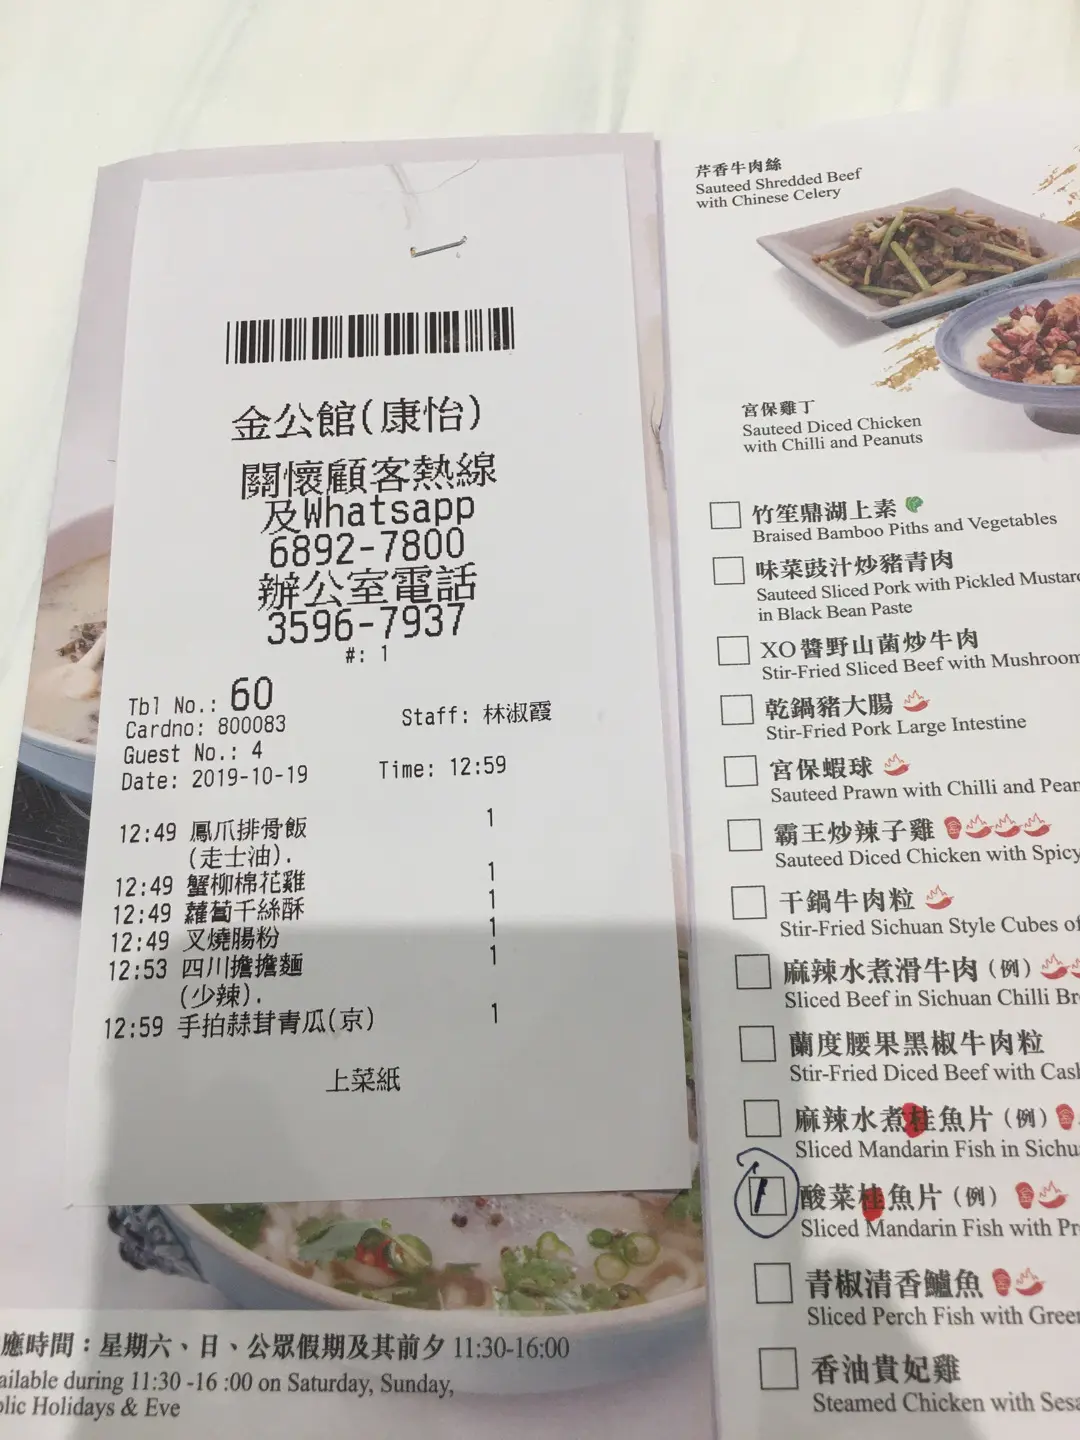 金公館(康怡)
關懷顧客熱線
及Whatsapp
6892-7800
辦公室電話
3596-7937
#: 1
Tbl No.: 60
Cardno: 800083 Staff: 林淑霞
Guest No.: 4
Date: 2019-10-19 Time: 12:59
12:49 鳳爪排骨飯 1
(走士油).
12:49 蟹柳棉花雞 1
12:49 蘿蔔千絲酥 1
12:49 叉燒腸粉 1
12:53 四川擔擔麵 1
(少辣).
12:59 手拍蒜茸青瓜(京) 1
上菜紙
應時間：星期六、日、公眾假期及其前夕 11:30-16:00
ailable during 11:30 -16 :00 on Saturday, Sunday,
olic Holidays & Eve
芹香牛肉絲
Sauteed Shredded Beef
with Chinese Celery
宮保雞丁
Sauteed Diced Chicken
with Chilli and Peanuts
竹笙鼎湖上素
Braised Bamboo Piths and Vegetables
味菜豉汁炒豬青肉
Sauteed Sliced Pork with Pickled Mustar
in Black Bean Paste
XO醬野山菌炒牛肉
Stir-Fried Sliced Beef with Mushroom
乾鍋豬大腸
Stir-Fried Pork Large Intestine
宮保蝦球
Sauteed Prawn with Chilli and Pean
霸王炒辣子雞
Sauteed Diced Chicken with Spicy
干鍋牛肉粒
Stir-Fried Sichuan Style Cubes of
麻辣水煮滑牛肉（例）
Sliced Beef in Sichuan Chilli Br
蘭度腰果黑椒牛肉粒
Stir-Fried Diced Beef with Cash
麻辣水煮桂魚片（例）
Sliced Mandarin Fish in Sichu
1 酸菜桂魚片（例）
Sliced Mandarin Fish with Pr
青椒清香鱸魚
Sliced Perch Fish with Green
香油貴妃雞
Steamed Chicken with Sesa